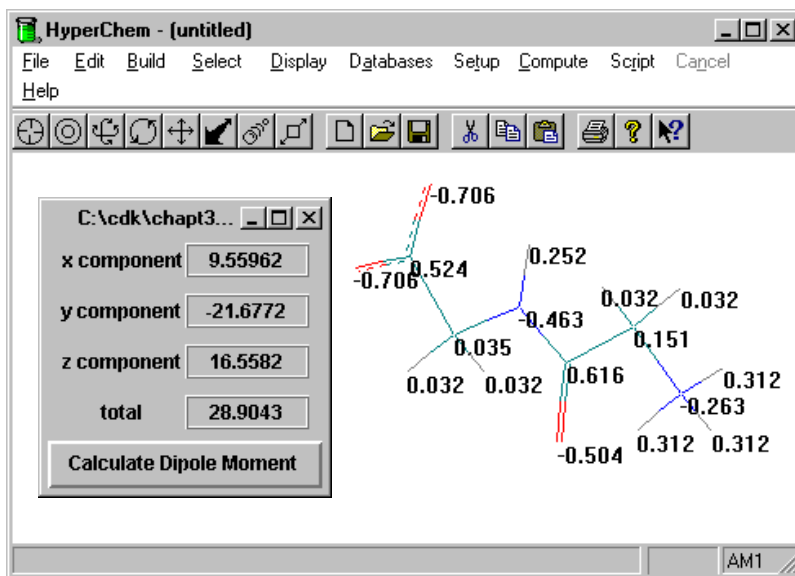 HyperChem - (untitled)
File Edit Build Select Display Databases Setup Compute Script Cancel
Help
C:\cdk\chapt3...
x component 9.55962
y component -21.6772
z component 16.5582
total 28.9043
Calculate Dipole Moment
-0.706
0.252
-0.706 0.524
0.032 0.032
-0.463
0.151
0.035
0.616
0.312
0.032 0.032
-0.263
-0.504 0.312 0.312
AM1